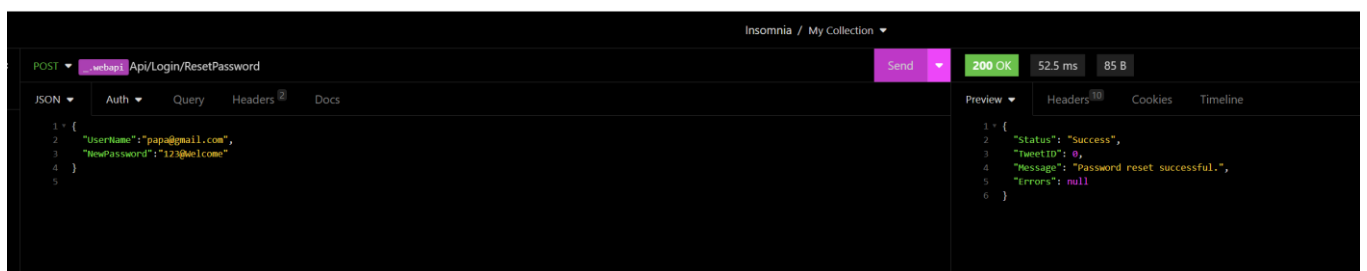 Insomnia / My Collection
POST _.webapi Api/Login/ResetPassword Send 200 OK 52.5 ms 85 B
JSON Auth Query Headers 2 Docs Preview Headers 10 Cookies Timeline
1 {
2 "UserName":"papa@gmail.com",
3 "NewPassword":"123@Welcome"
4 }
5
1 {
2 "Status": "Success",
3 "TweetID": 0,
4 "Message": "Password reset successful.",
5 "Errors": null
6 }